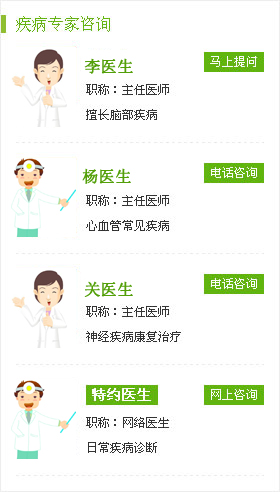 疾病专家咨询
李医生
马上提问
职称：主任医师
擅长脑部疾病
杨医生
电话咨询
职称：主任医师
心血管常见疾病
关医生
电话咨询
职称：主任医师
神经疾病康复治疗
特约医生
网上咨询
职称：网络医生
日常疾病诊断